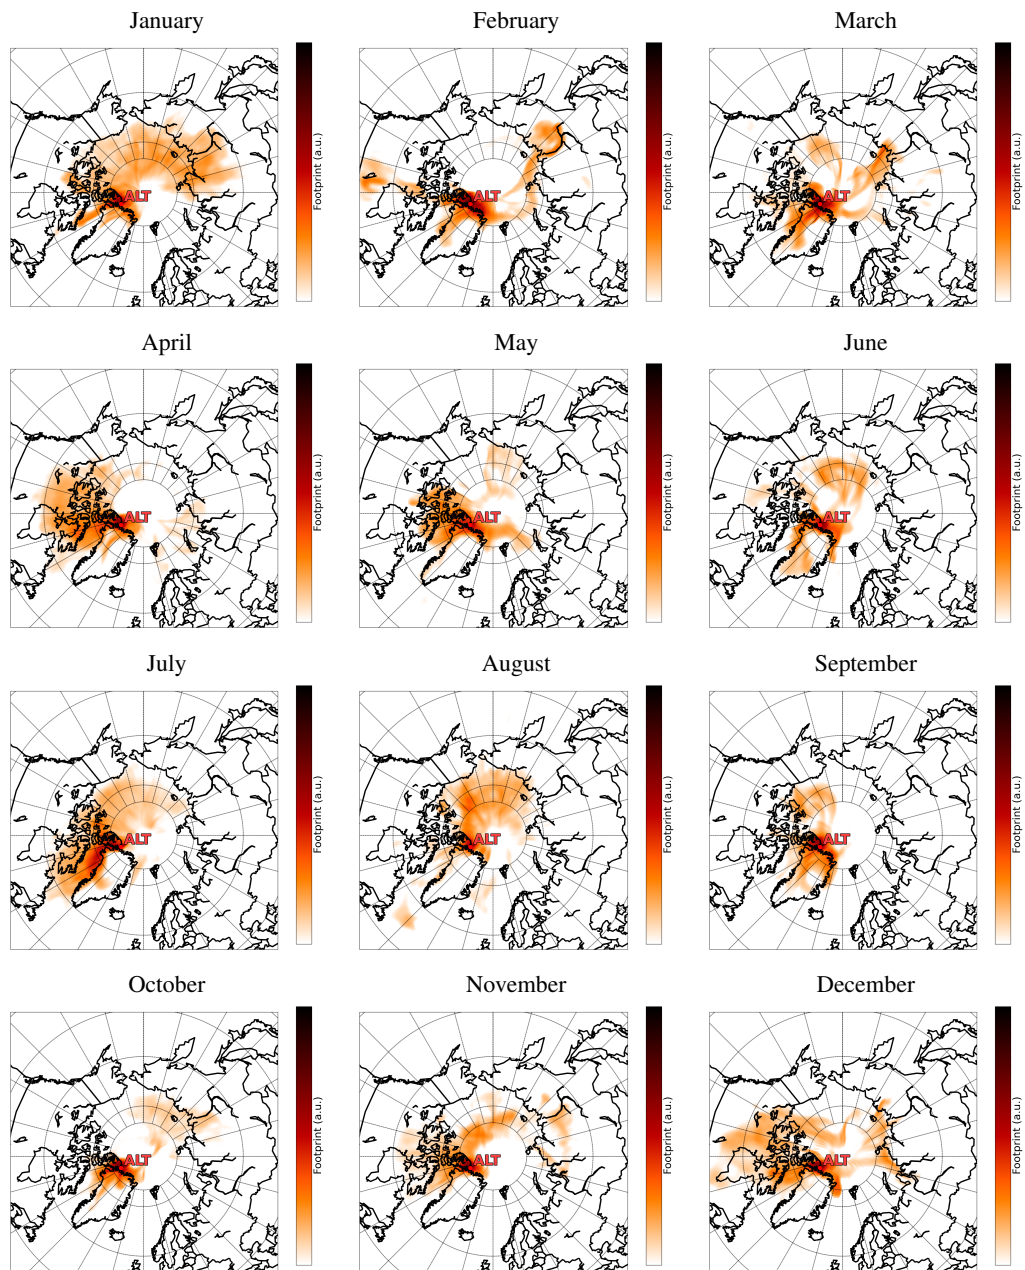 January
February
March
ALT
Footprint (a.u.)
ALT
Footprint (a.u.)
ALT
Footprint (a.u.)
April
May
June
ALT
Footprint (a.u.)
ALT
Footprint (a.u.)
ALT
Footprint (a.u.)
July
August
September
ALT
Footprint (a.u.)
ALT
Footprint (a.u.)
ALT
Footprint (a.u.)
October
November
December
ALT
Footprint (a.u.)
ALT
Footprint (a.u.)
ALT
Footprint (a.u.)